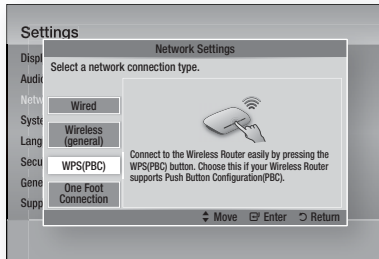 Settings
Network Settings
Select a network connection type.
Displ
Audio
Netw
Syste
Lang
Secu
Gene
Supp
Wired
Wireless
(general)
WPS(PBC)
One Foot
Connection
Connect to the Wireless Router easily by pressing the
WPS(PBC) button. Choose this if your Wireless Router
supports Push Button Configuration(PBC).
Move Enter Return